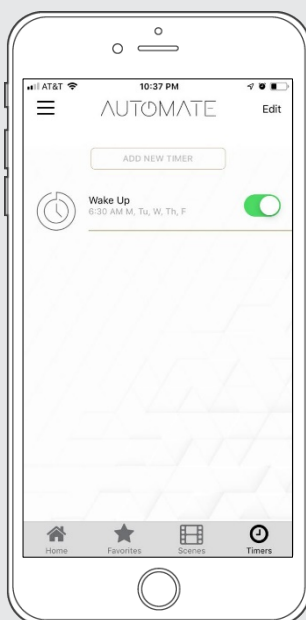 AT&T 10:37 PM
AUTOMATE Edit
ADD NEW TIMER
Wake Up
6:30 AM M, Tu, W, Th, F
Home Favorites Scenes Timers